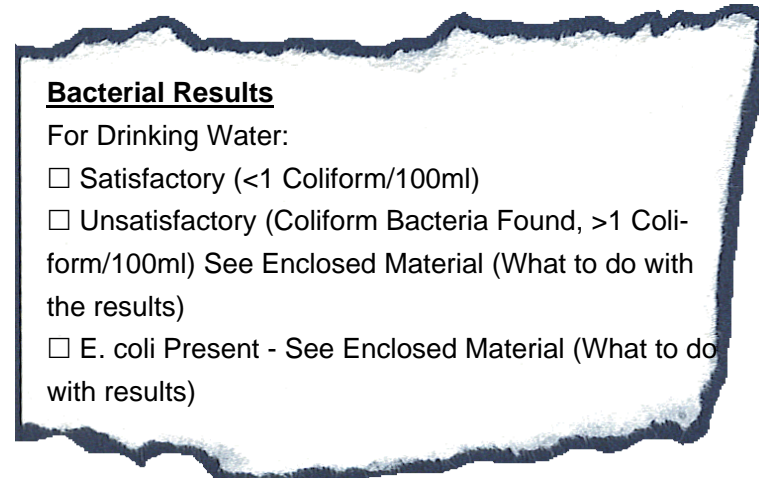 Bacterial Results
For Drinking Water:
☐ Satisfactory (<1 Coliform/100ml)
☐ Unsatisfactory (Coliform Bacteria Found, >1 Coli-
form/100ml) See Enclosed Material (What to do with
the results)
☐ E. coli Present - See Enclosed Material (What to do
with results)